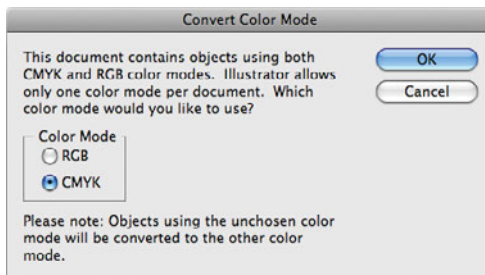 Convert Color Mode
This document contains objects using both
CMYK and RGB color modes. Illustrator allows
only one color mode per document. Which
color mode would you like to use?
OK
Cancel
Color Mode
RGB
CMYK
Please note: Objects using the unchosen color
mode will be converted to the other color
mode.